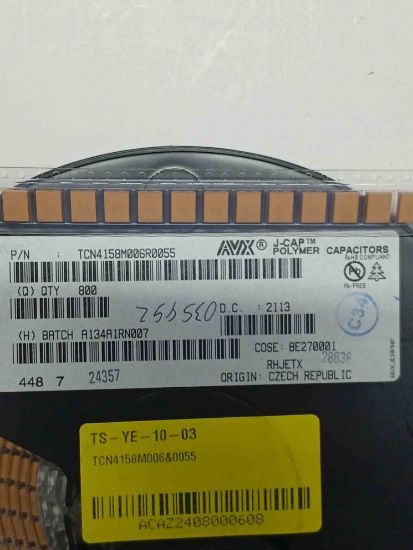 AVX® J-CAP™ POLYMER CAPACITORS
RoHS COMPLIANT
P/N : TCN4158M006R0055
Pb-FREE
(Q) QTY 800
035952
D.C. : 2113
C34
(H) BATCH A134A1RN007
COSE: 8E270001
RHJETX 28636
448 7 24357
ORIGIN: CZECH REPUBLIC
TS-YE-10-03
TCN4158M006&0055
ACAZ2408000608